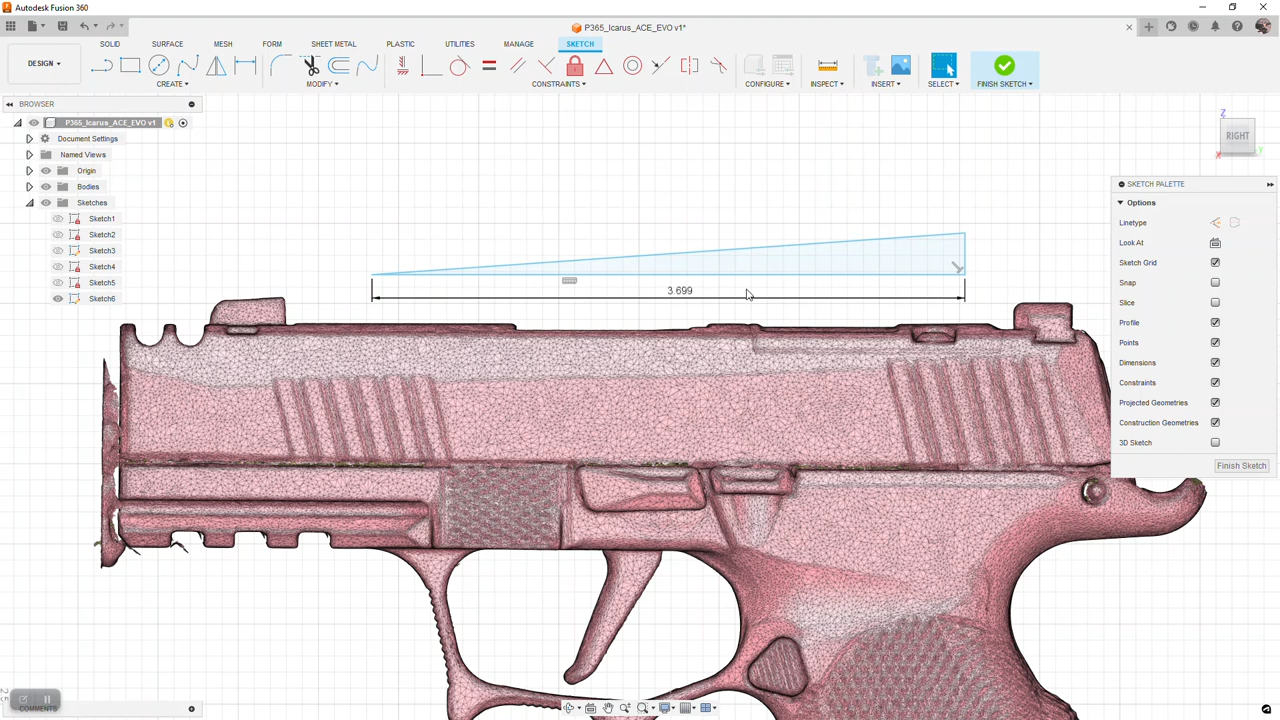 Autodesk Fusion 360
P365_Icarus_ACE_EVO v1*
SOLID SURFACE MESH FORM SHEET METAL PLASTIC UTILITIES MANAGE SKETCH
DESIGN
CREATE MODIFY CONSTRAINTS CONFIGURE INSPECT INSERT SELECT FINISH SKETCH
BROWSER
P365_Icarus_ACE_EVO v1
Document Settings
Named Views
Origin
Bodies
Sketches
Sketch1
Sketch2
Sketch3
Sketch4
Sketch5
Sketch6
3.699
Z
RIGHT
X
Y
SKETCH PALETTE
Options
Linetype
Look At
Sketch Grid
Snap
Slice
Profile
Points
Dimensions
Constraints
Projected Geometries
Construction Geometries
3D Sketch
Finish Sketch
COMMENTS